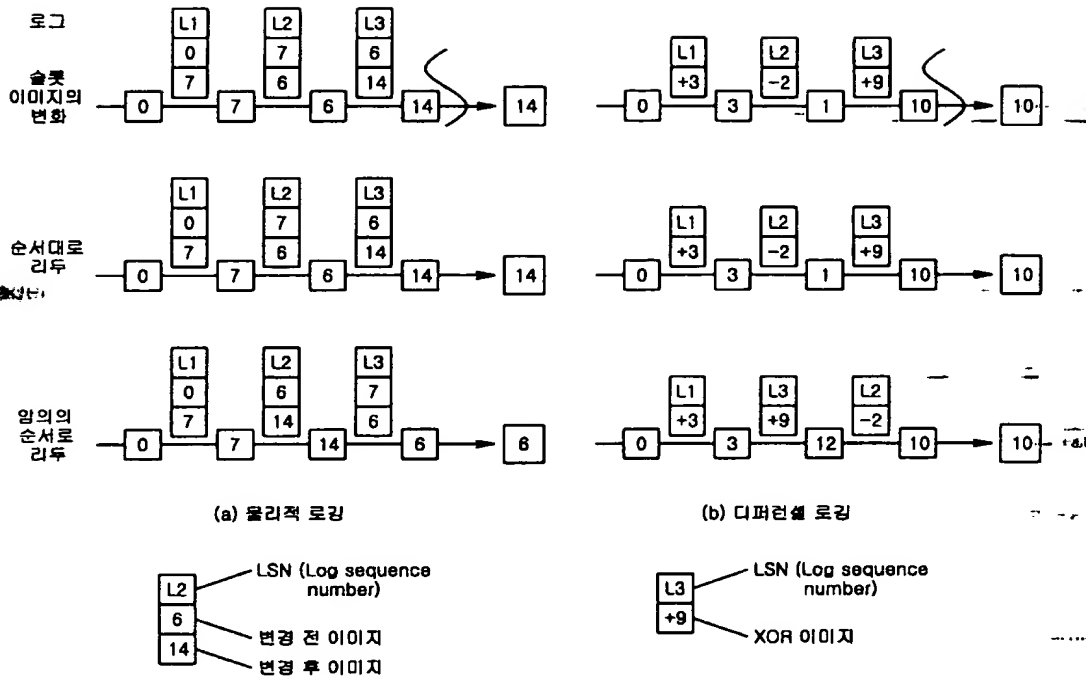 로그
L1 L2 L3
0 7 6
7 6 14
L1 L2 L3
+3 -2 +9
슬롯
이미지의
변화
0 7 6 14 14
0 3 1 10 10
L1 L2 L3
0 7 6
7 6 14
L1 L2 L3
+3 -2 +9
순서대로
리두
0 7 6 14 14
0 3 1 10 10
L1 L2 L3
0 6 7
7 14 6
L1 L3 L2
+3 +9 -2
임의의
순서로
리두
0 7 14 6 6
0 3 12 10 10
(a) 물리적 로깅
(b) 디퍼런셜 로깅
L2
6
14
LSN (Log sequence
number)
변경 전 이미지
변경 후 이미지
L3
+9
LSN (Log sequence
number)
XOR 이미지